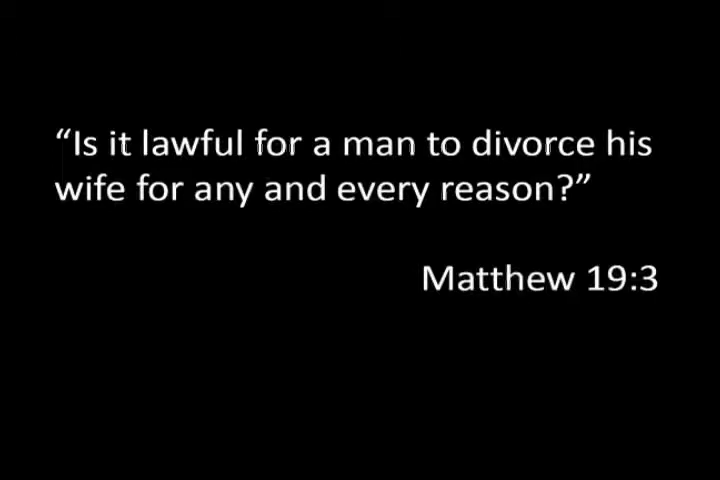 “Is it lawful for a man to divorce his
wife for any and every reason?”
Matthew 19:3